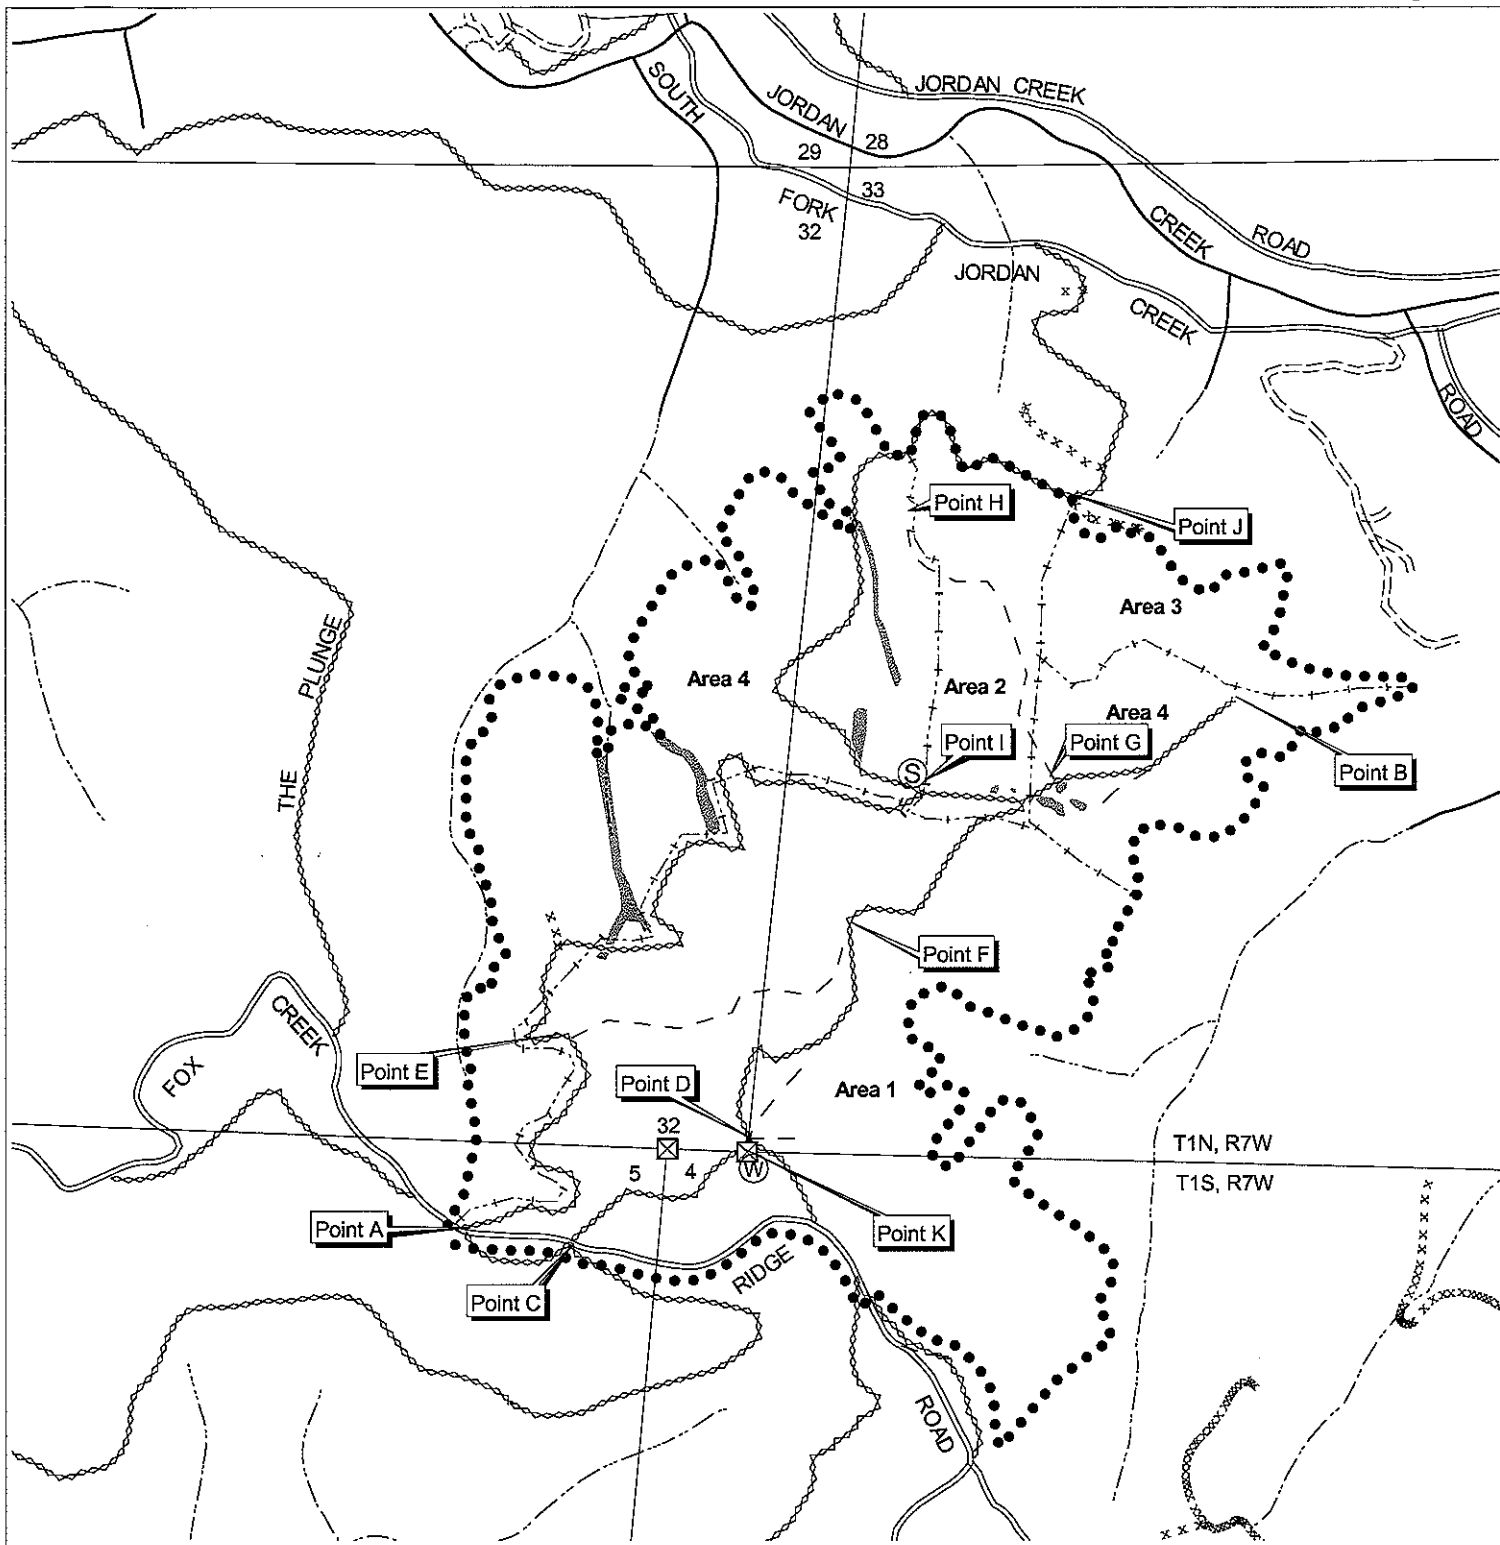 JORDAN CREEK
SOUTH
JORDAN
28
29
33
FORK
32
CREEK
ROAD
JORDAN
CREEK
ROAD
Point H
Point J
Area 3
PLUNGE
Area 4
Area 2
Area 4
Point I
Point G
Point B
THE
S
Point F
CREEK
FOX
Point E
Point D
Area 1
32
T1N, R7W
5
4
W
T1S, R7W
Point A
Point K
RIDGE
Point C
ROAD